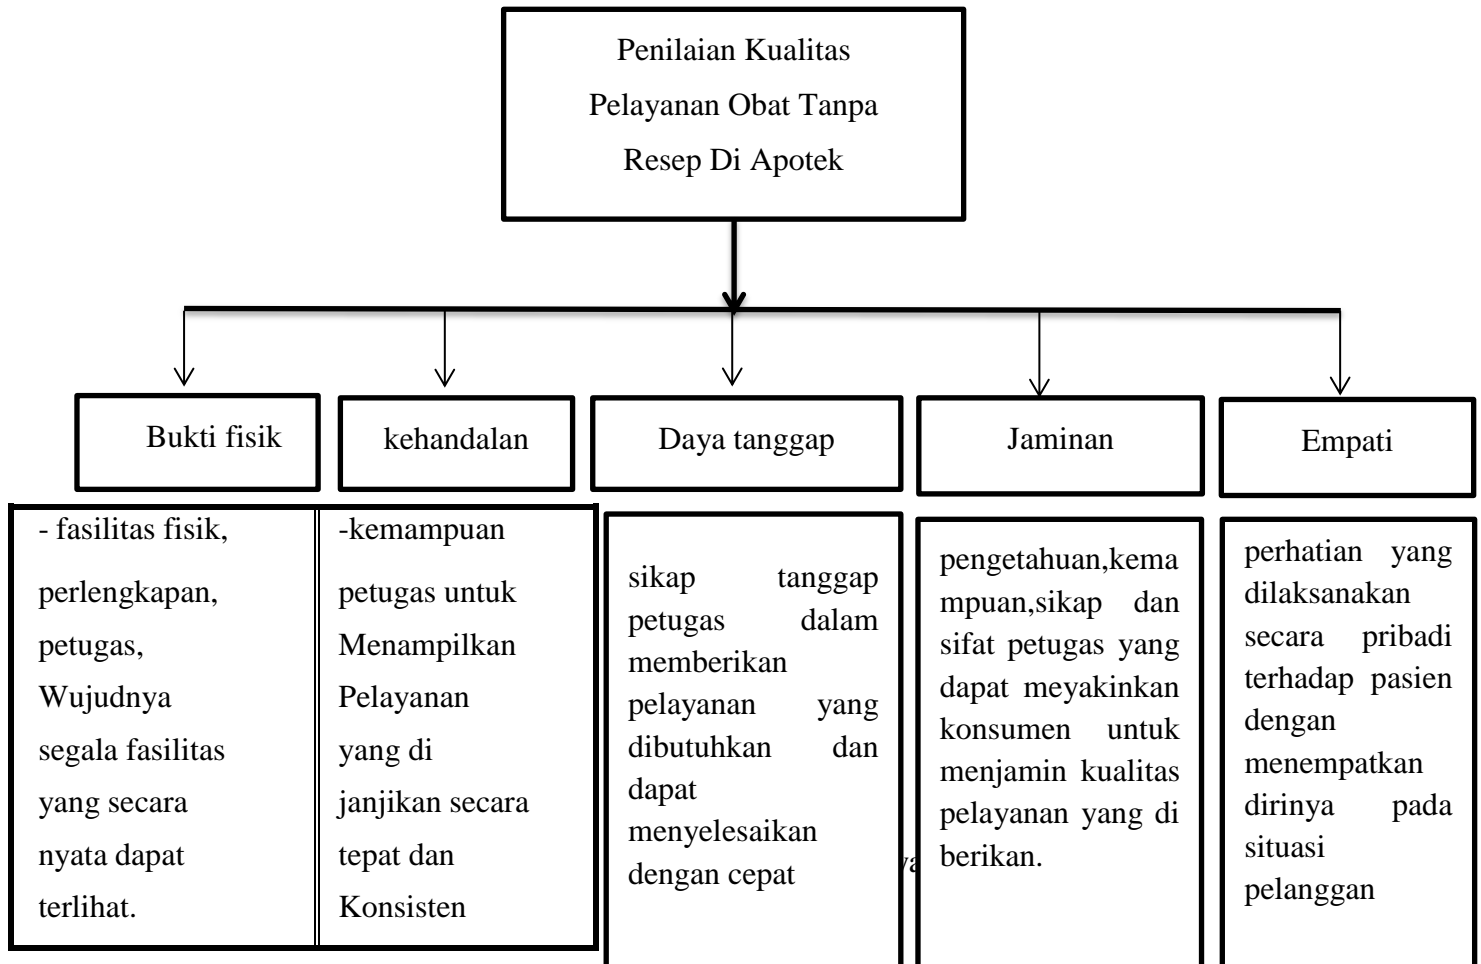 Penilaian Kualitas
Pelayanan Obat Tanpa
Resep Di Apotek
Bukti fisik
kehandalan
Daya tanggap
Jaminan
Empati
- fasilitas fisik,
perlengkapan,
petugas,
Wujudnya
segala fasilitas
yang secara
nyata dapat
terlihat.
-kemampuan
petugas untuk
Menampilkan
Pelayanan
yang di
janjikan secara
tepat dan
Konsisten
sikap tanggap
petugas dalam
memberikan
pelayanan yang
dibutuhkan dan
dapat
menyelesaikan
dengan cepat
pengetahuan,kema
mpuan,sikap dan
sifat petugas yang
dapat meyakinkan
konsumen untuk
menjamin kualitas
pelayanan yang di
berikan.
perhatian yang
dilaksanakan
secara pribadi
terhadap pasien
dengan
menempatkan
dirinya pada
situasi
pelanggan